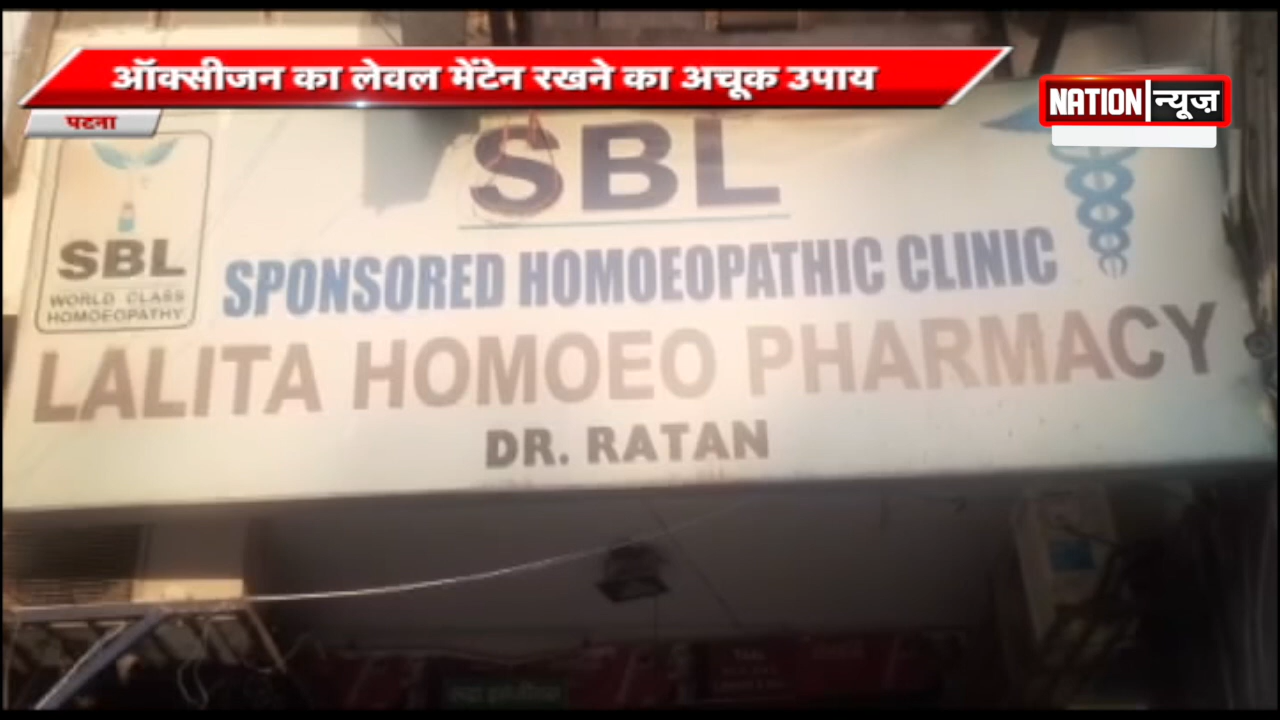 ऑक्सीजन का लेवल मेंटेन रखने का अचूक उपाय
NATION न्यूज़
पटना
SBL
SBL
WORLD CLASS
HOMOEOPATHY
SPONSORED HOMOEOPATHIC CLINIC
LALITA HOMOEO PHARMACY
DR. RATAN